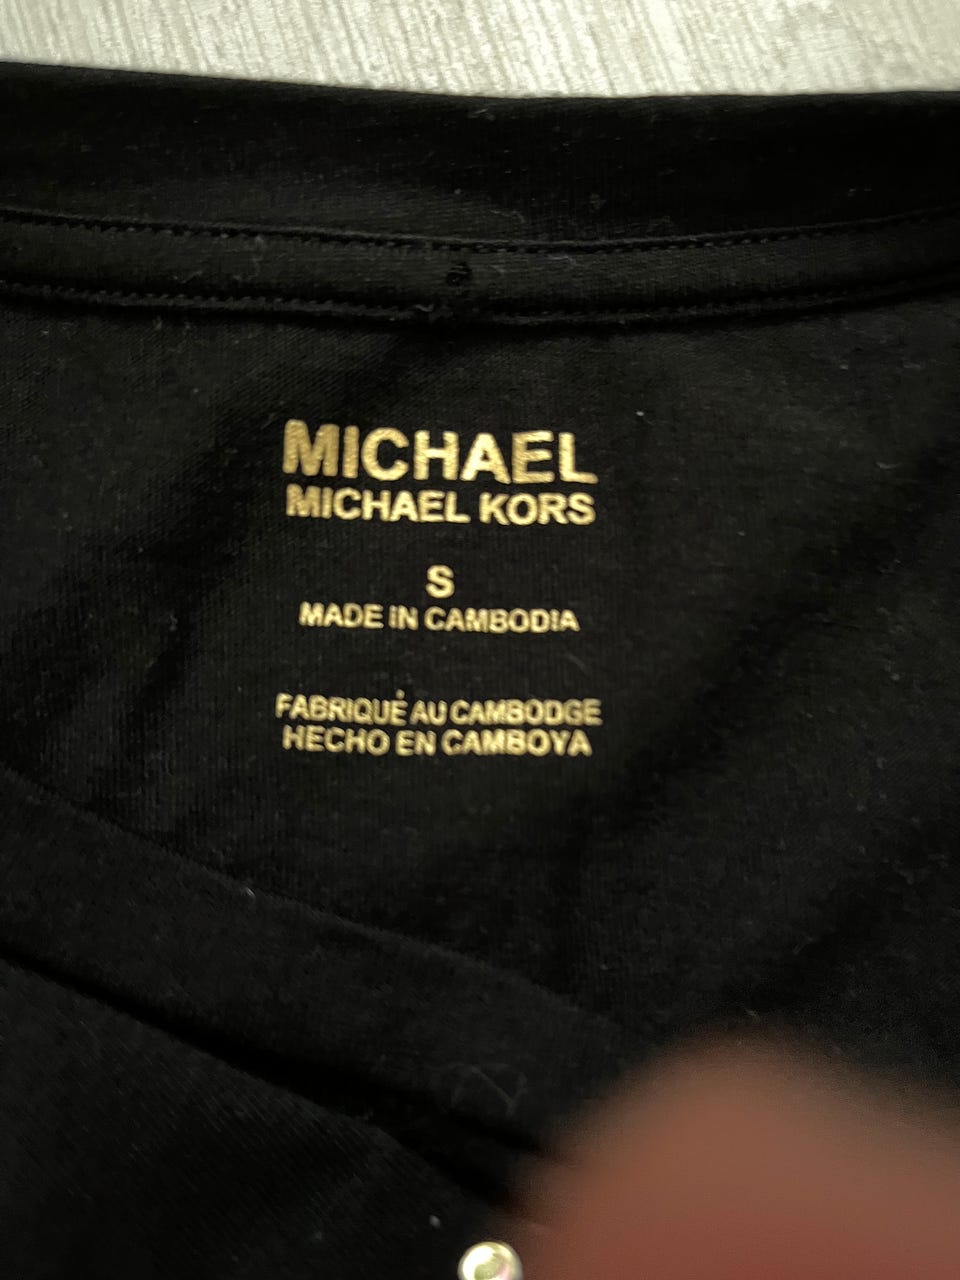 MICHAEL
MICHAEL KORS
S
MADE IN CAMBODIA
FABRIQUÉ AU CAMBODGE
HECHO EN CAMBOYA